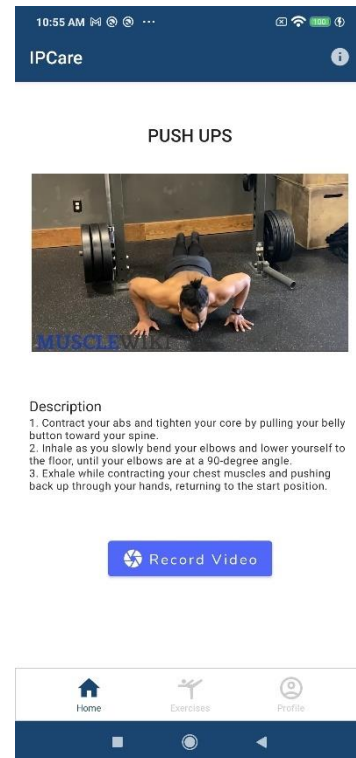 10:55 AM
100
IPCare
PUSH UPS
MUSCLEWIKI
Description
1. Contract your abs and tighten your core by pulling your belly
button toward your spine.
2. Inhale as you slowly bend your elbows and lower yourself to
the floor, until your elbows are at a 90-degree angle.
3. Exhale while contracting your chest muscles and pushing
back up through your hands, returning to the start position.
Record Video
Home Exercises Profile